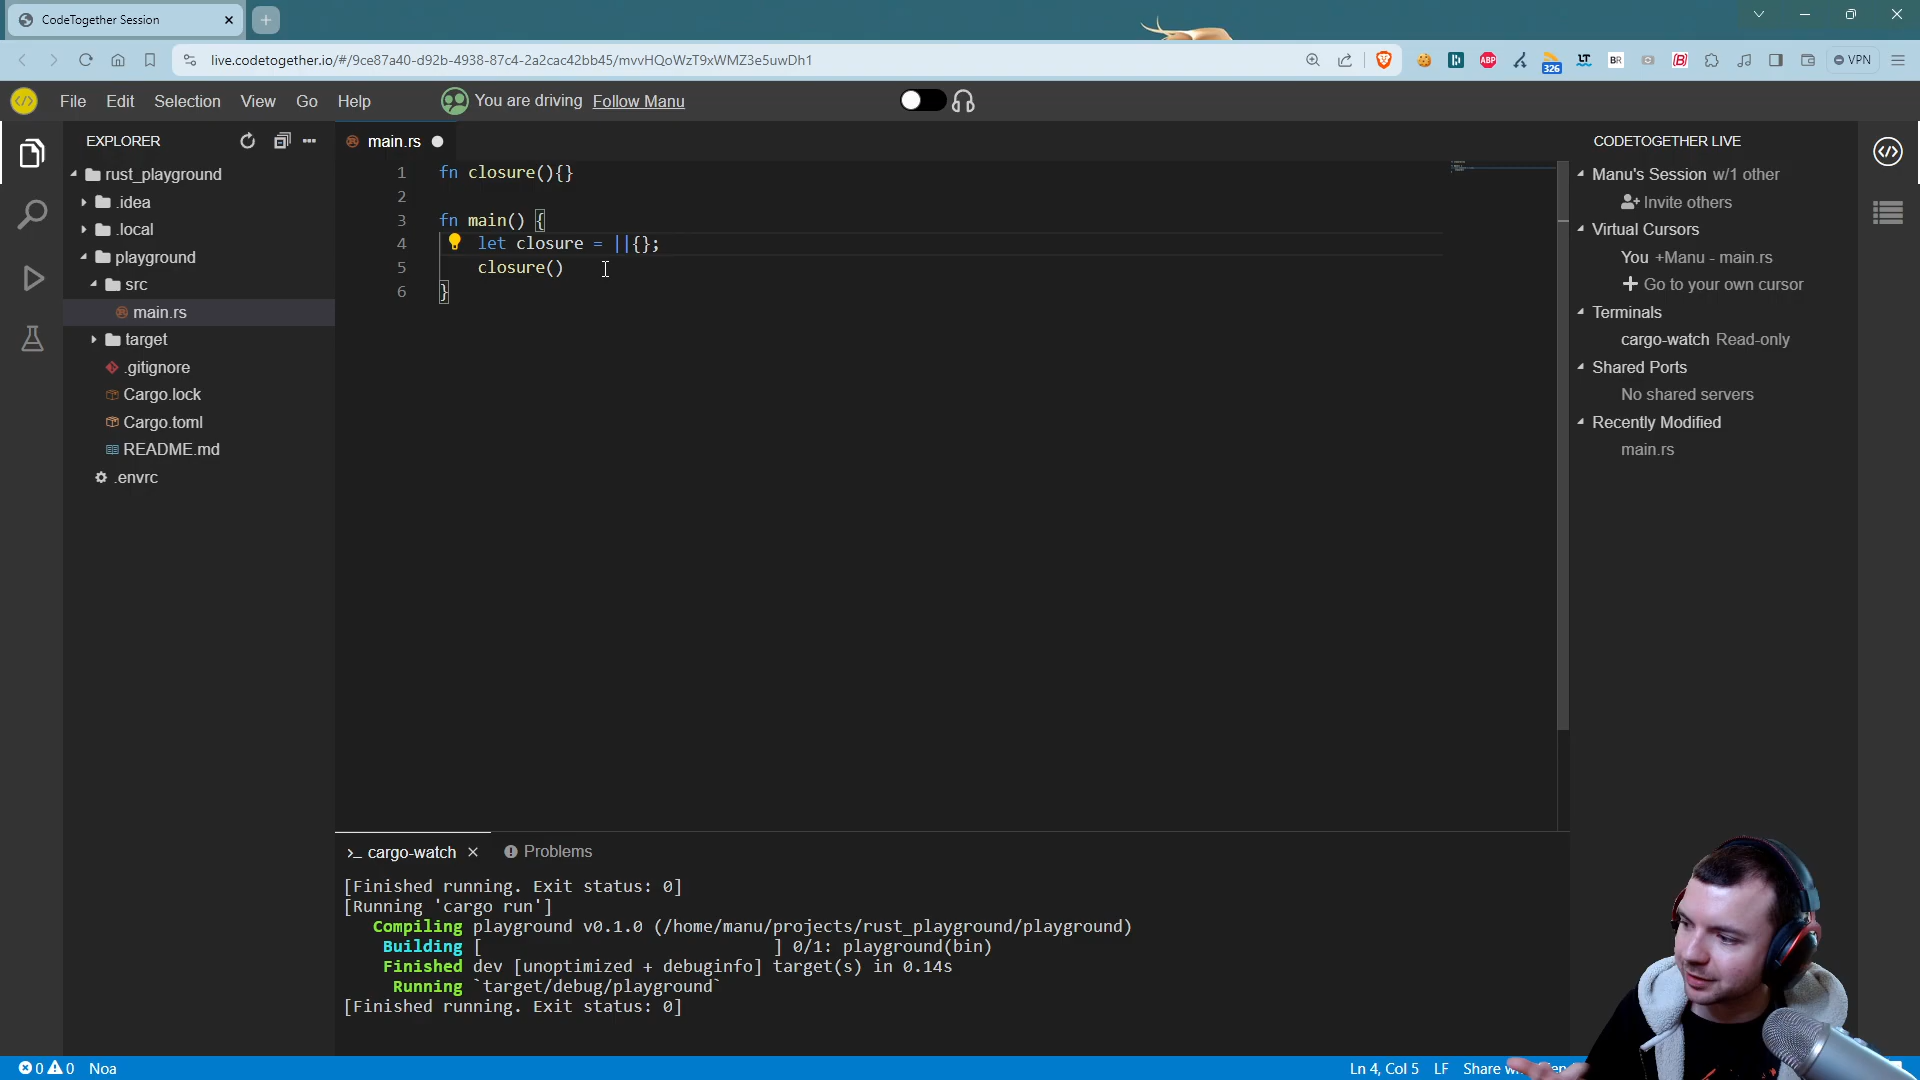 CodeTogether Session
live.codetogether.io/#/9ce87a40-d92b-4938-87c4-2a2cac42bb45/mvvHQoWzT9xWMZ3e5uwDh1
ABP
326
LT
BR
VPN
File Edit Selection View Go Help
You are driving Follow Manu
EXPLORER
rust_playground
.idea
.local
playground
src
main.rs
target
.gitignore
Cargo.lock
Cargo.toml
README.md
.envrc
main.rs
1 fn closure(){}
2
3 fn main() {
4 let closure = ||{};
5 closure()
6 }
CODETOGETHER LIVE
Manu's Session w/1 other
Invite others
Virtual Cursors
You +Manu - main.rs
Go to your own cursor
Terminals
cargo-watch Read-only
Shared Ports
No shared servers
Recently Modified
main.rs
cargo-watch
Problems
[Finished running. Exit status: 0]
[Running 'cargo run']
Compiling playground v0.1.0 (/home/manu/projects/rust_playground/playground)
Building [ ] 0/1: playground(bin)
Finished dev [unoptimized + debuginfo] target(s) in 0.14s
Running `target/debug/playground`
[Finished running. Exit status: 0]
0 0 Noa
Ln 4, Col 5 LF Share